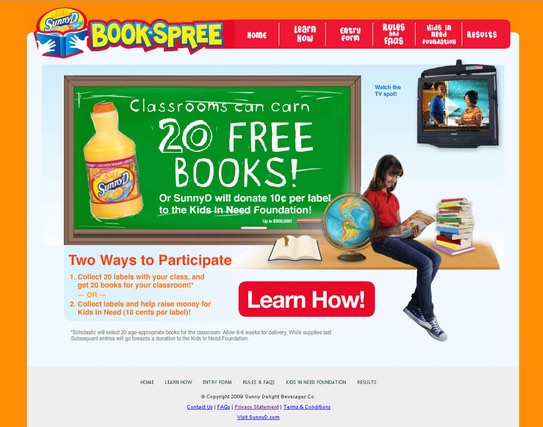 SunnyD
BOOK•SPREE
Home
Learn
How
Entry
Form
Rules
and
FAQs
Kids in
Need
Foundation
Results
Classrooms can earn
20 FREE
BOOKS!
SunnyD
Or SunnyD will donate 10¢ per label
to the Kids In Need Foundation!
Up to $300,000!
Watch the
TV spot!
Two Ways to Participate
1. Collect 20 labels with your class, and
get 20 books for your classroom!*
— OR —
2. Collect labels and help raise money for
Kids in Need (10 cents per label)!
Learn How!
*Scholastic will select 20 age-appropriate books for the classroom. Allow 6-8 weeks for delivery. While supplies last.
Subsequent entries will go towards a donation to the Kids In Need Foundation.
HOME LEARN HOW ENTRY FORM RULES & FAQS KIDS IN NEED FOUNDATION RESULTS
© Copyright 2009 Sunny Delight Beverages Co.
Contact Us | FAQs | Privacy Statement | Terms & Conditions
Visit SunnyD.com